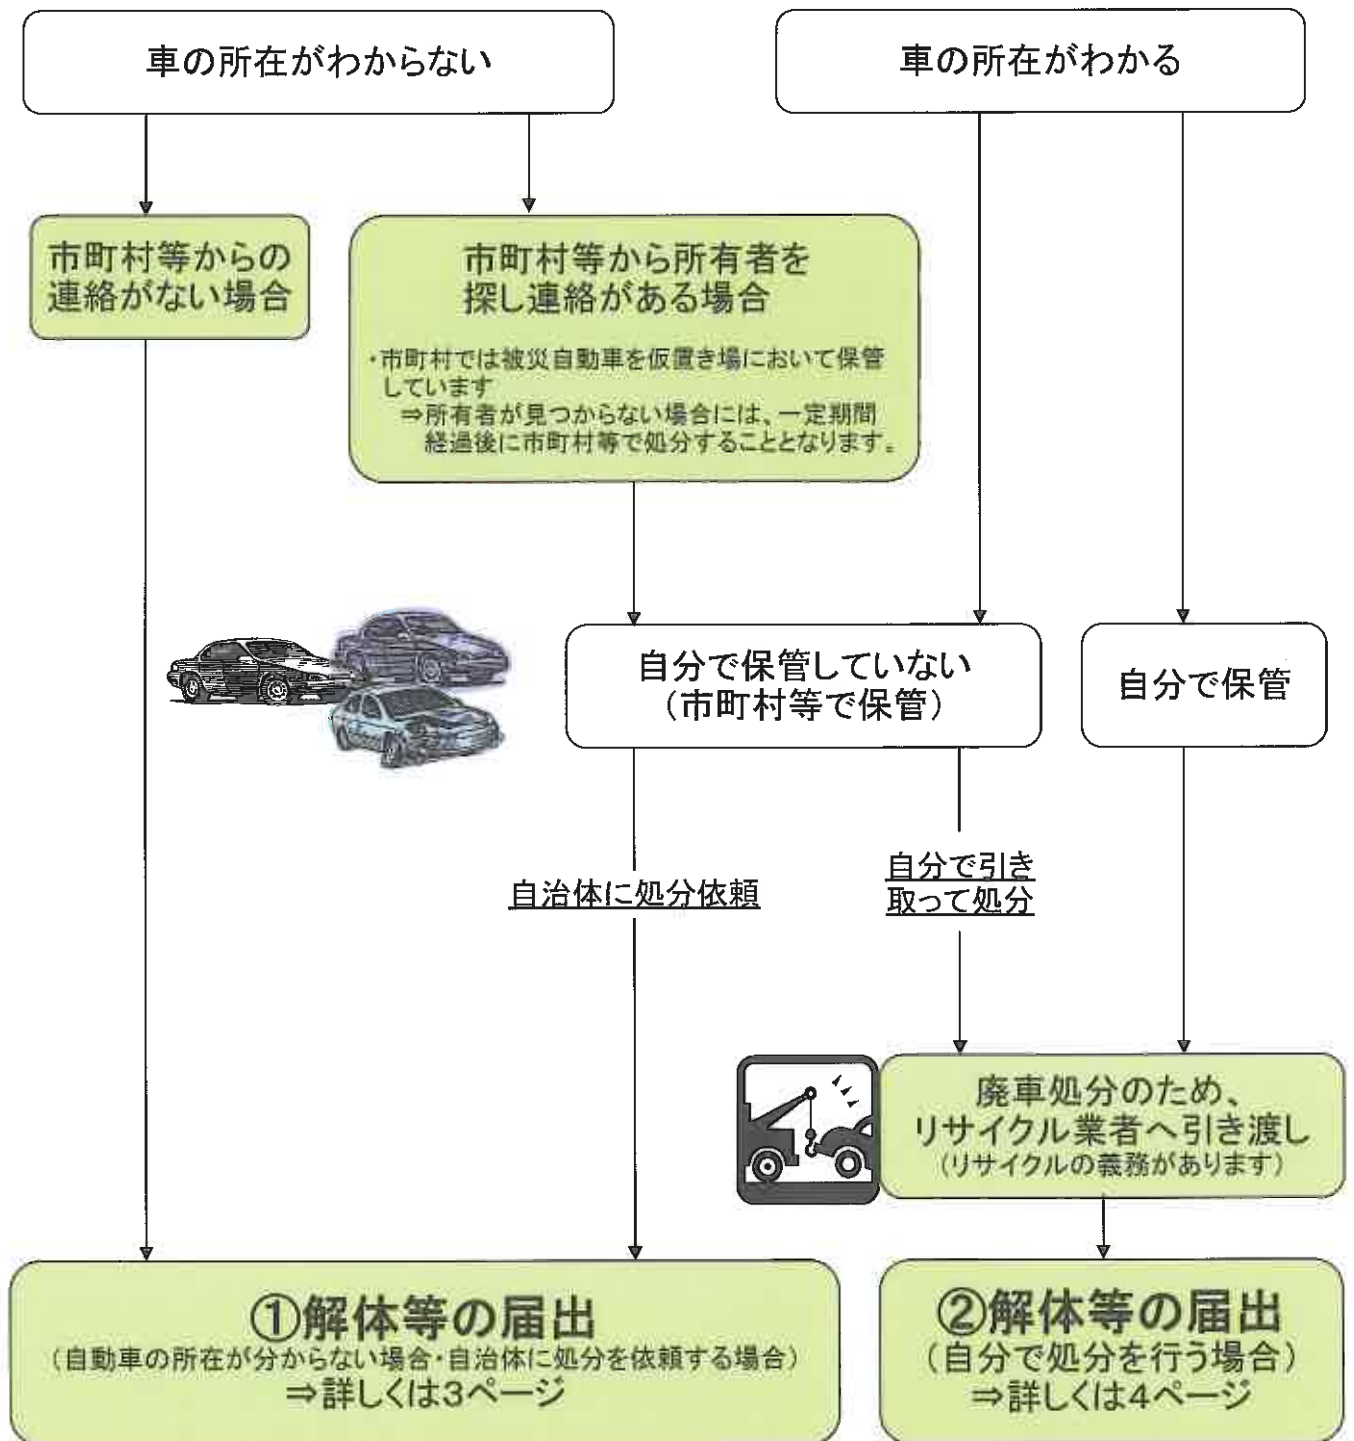 車の所在がわからない
車の所在がわかる
市町村等からの
連絡がない場合
市町村等から所有者を
探し連絡がある場合
・市町村では被災自動車を仮置き場において保管
しています
⇒所有者が見つからない場合には、一定期間
経過後に市町村等で処分することとなります。
自分で保管していない
(市町村等で保管)
自分で保管
自治体に処分依頼
自分で引き
取って処分
廃車処分のため、
リサイクル業者へ引き渡し
(リサイクルの義務があります)
①解体等の届出
(自動車の所在が分からない場合・自治体に処分を依頼する場合)
⇒詳しくは3ページ
②解体等の届出
(自分で処分を行う場合)
⇒詳しくは4ページ